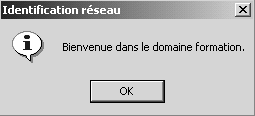 Identification réseau
Bienvenue dans le domaine formation.
OK